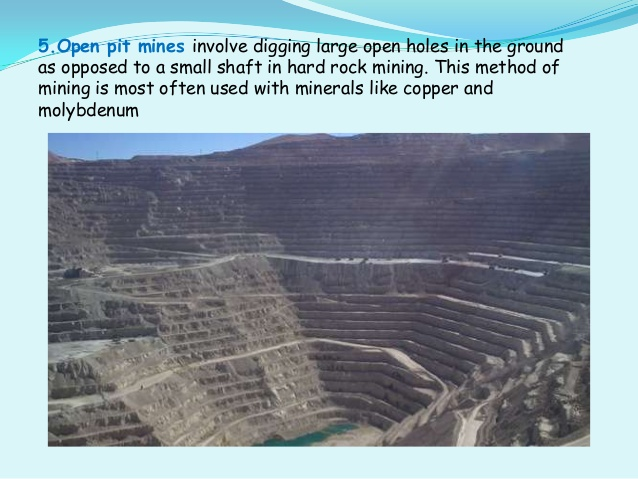 5.Open pit mines involve digging large open holes in the ground
as opposed to a small shaft in hard rock mining. This method of
mining is most often used with minerals like copper and
molybdenum